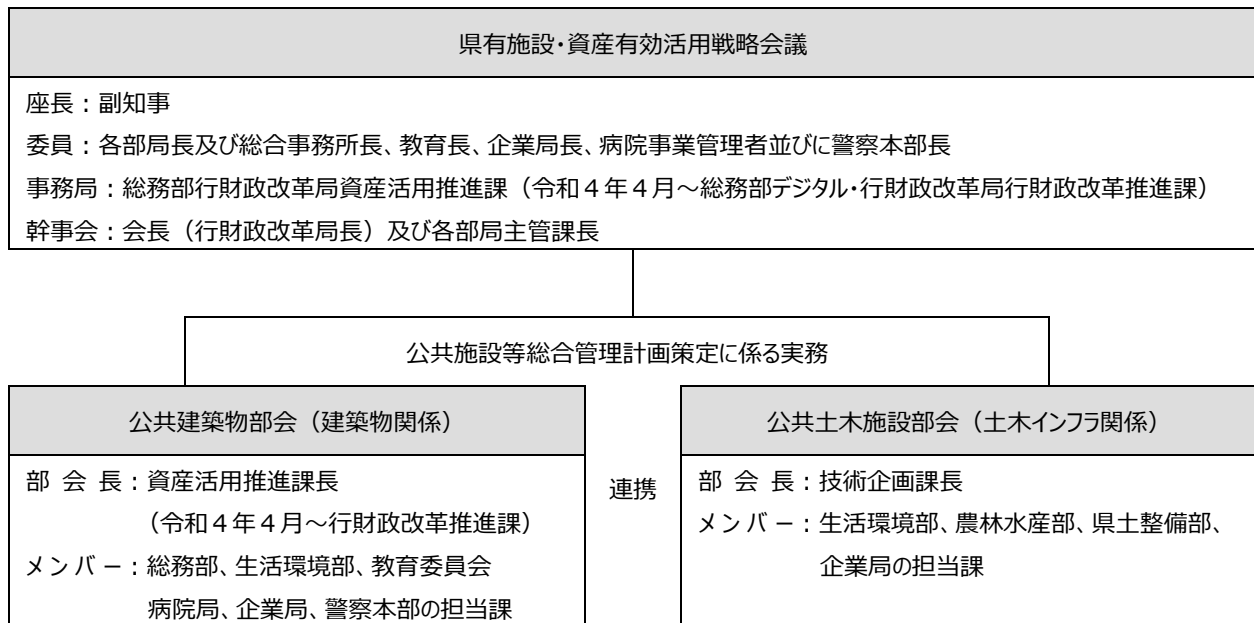 県有施設・資産有効活用戦略会議
座長：副知事
委員：各部局長及び総合事務所長、教育長、企業局長、病院事業管理者並びに警察本部長
事務局：総務部行財政改革局資産活用推進課（令和４年４月～総務部デジタル・行財政改革局行財政改革推進課）
幹事会：会長（行財政改革局長）及び各部局主管課長
公共施設等総合管理計画策定に係る実務
公共建築物部会（建築物関係）
部 会 長：資産活用推進課長
（令和４年４月～行財政改革推進課）
メンバー：総務部、生活環境部、教育委員会
病院局、企業局、警察本部の担当課
連携
公共土木施設部会（土木インフラ関係）
部 会 長：技術企画課長
メンバー：生活環境部、農林水産部、県土整備部、
企業局の担当課